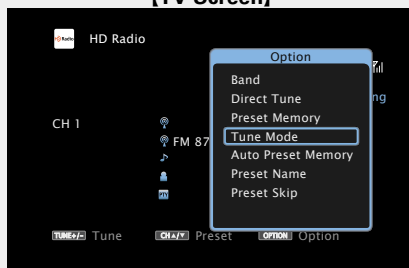 [TV Screen]
HD Radio
Option
Band
ng
Direct Tune
CH 1
Preset Memory
FM 87
Tune Mode
Auto Preset Memory
Preset Name
Preset Skip
TUNE+/- Tune
CH▲/▼ Preset
OPTION Option